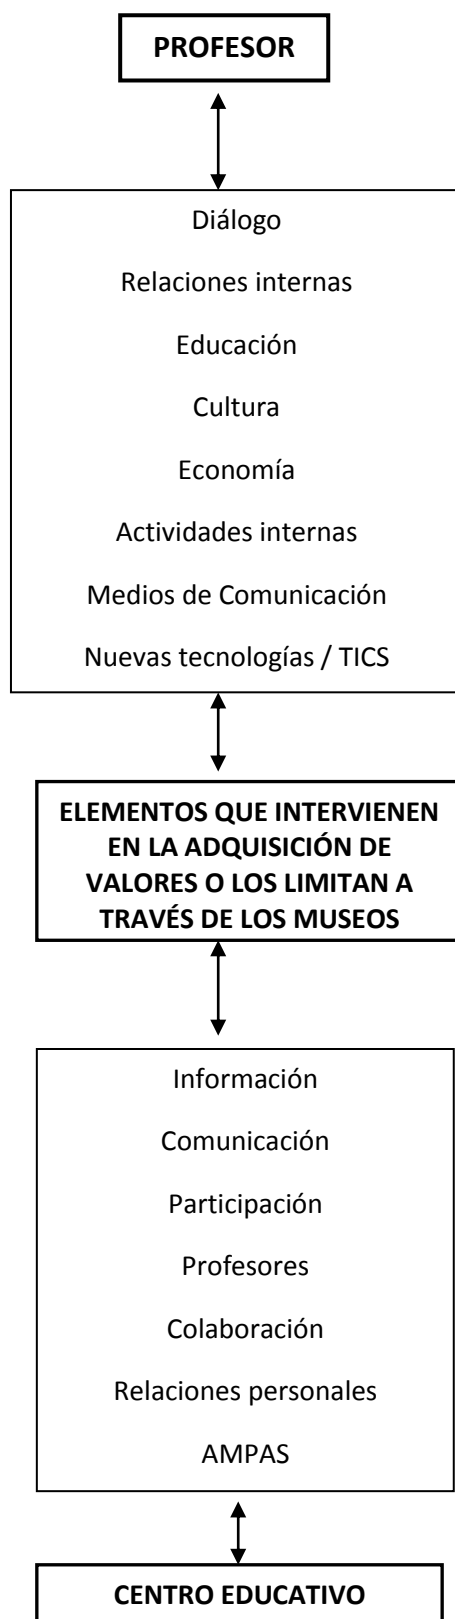 PROFESOR
Diálogo
Relaciones internas
Educación
Cultura
Economía
Actividades internas
Medios de Comunicación
Nuevas tecnologías / TICS
ELEMENTOS QUE INTERVIENEN
EN LA ADQUISICIÓN DE
VALORES O LOS LIMITAN A
TRAVÉS DE LOS MUSEOS
Información
Comunicación
Participación
Profesores
Colaboración
Relaciones personales
AMPAS
CENTRO EDUCATIVO